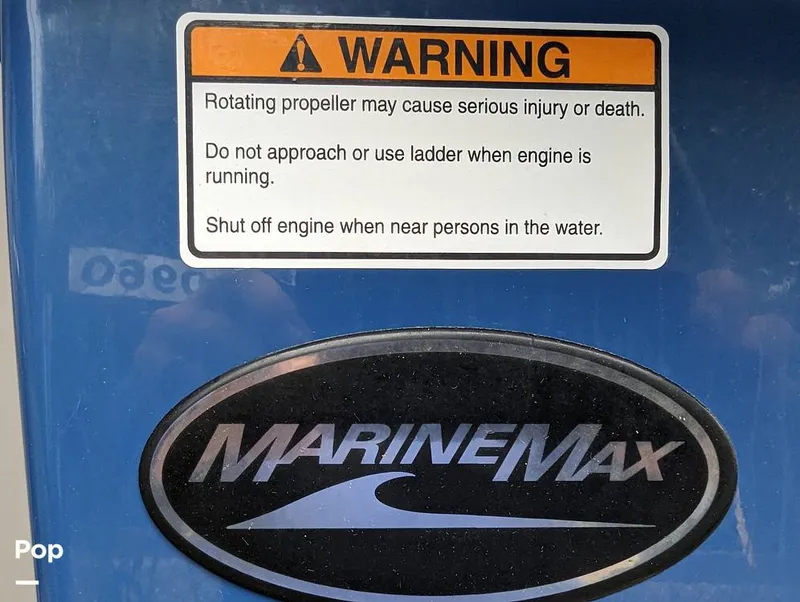 WARNING
Rotating propeller may cause serious injury or death.
Do not approach or use ladder when engine is
running.
Shut off engine when near persons in the water.
MARINEMAX
Pop